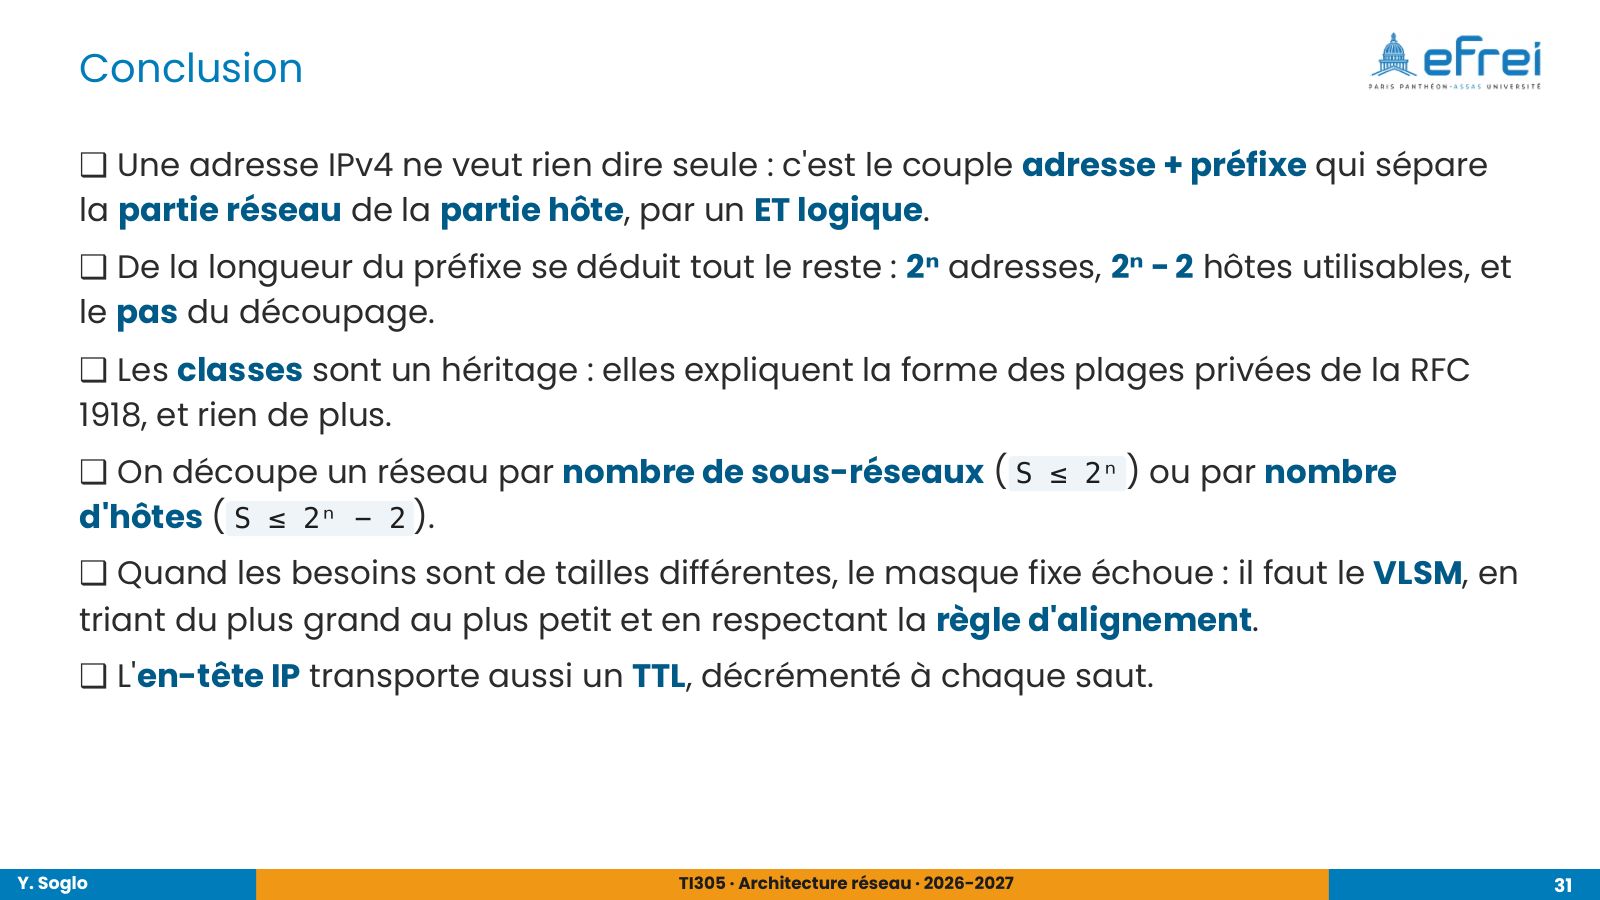 Conclusion
efrei
PARIS PANTHÉON-ASSAS UNIVERSITÉ
❑ Une adresse IPv4 ne veut rien dire seule : c'est le couple adresse + préfixe qui sépare
la partie réseau de la partie hôte, par un ET logique.
❑ De la longueur du préfixe se déduit tout le reste : 2ⁿ adresses, 2ⁿ − 2 hôtes utilisables, et
le pas du découpage.
❑ Les classes sont un héritage : elles expliquent la forme des plages privées de la RFC
1918, et rien de plus.
❑ On découpe un réseau par nombre de sous-réseaux (S ≤ 2ⁿ) ou par nombre
d'hôtes (S ≤ 2ⁿ − 2).
❑ Quand les besoins sont de tailles différentes, le masque fixe échoue : il faut le VLSM, en
triant du plus grand au plus petit et en respectant la règle d'alignement.
❑ L'en-tête IP transporte aussi un TTL, décrémenté à chaque saut.
Y. Soglo
TI305 · Architecture réseau · 2026-2027
31